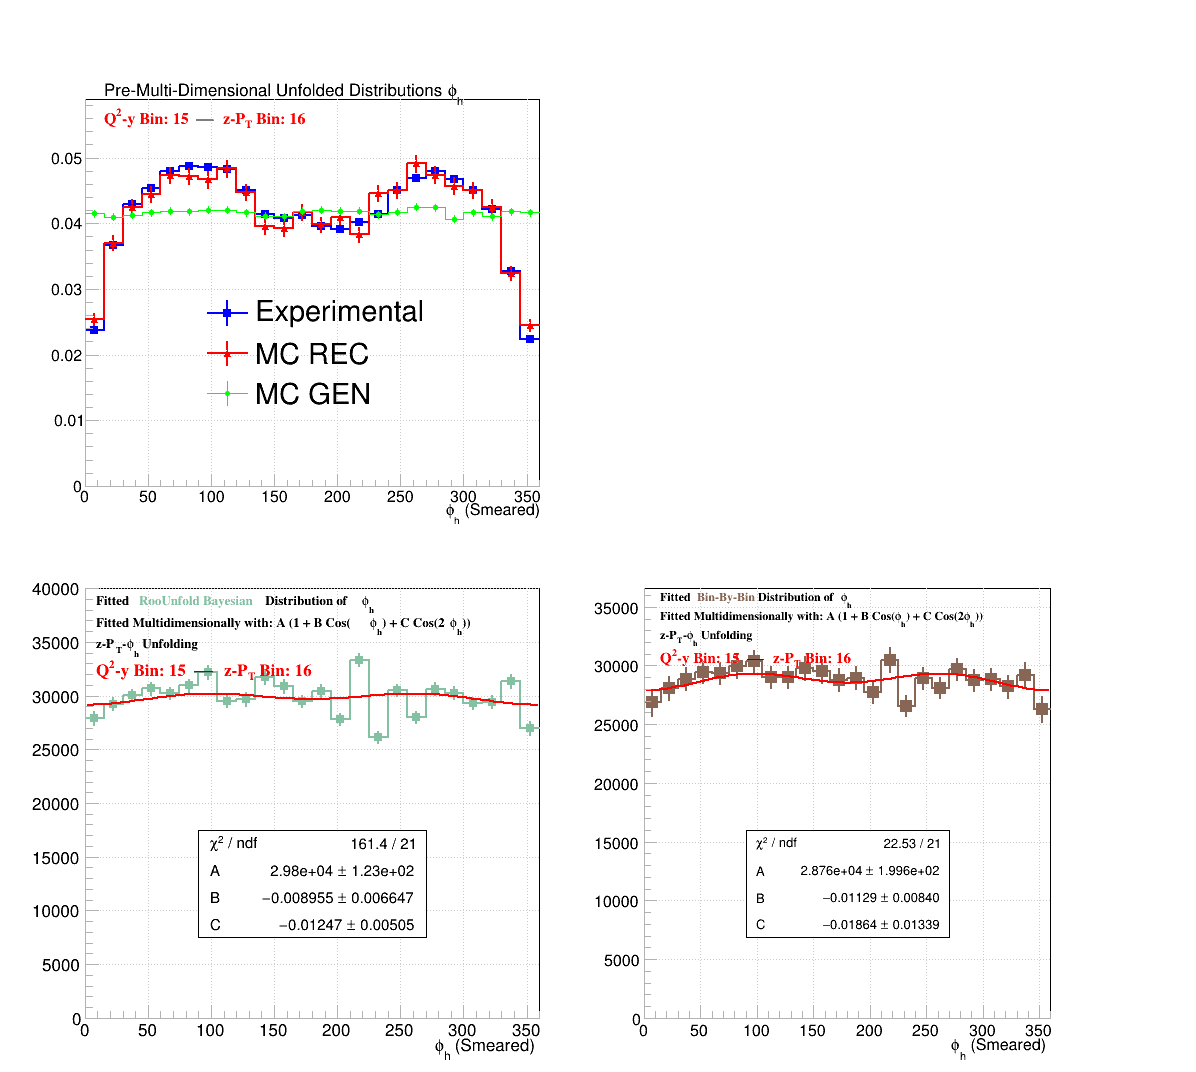 Pre-Multi-Dimensional Unfolded Distributions ϕh
Q²-y Bin: 15 — z-PT Bin: 16
0.05
0.04
0.03
0.02
0.01
0
Experimental
MC REC
MC GEN
0 50 100 150 200 250 300 350
ϕh (Smeared)
Fitted RooUnfold Bayesian Distribution of ϕh
Fitted Multidimensionally with: A (1 + B Cos( ϕh) + C Cos(2 ϕh))
z-PT-ϕh Unfolding
Q²-y Bin: 15 — z-PT Bin: 16
40000
35000
30000
25000
20000
15000
10000
5000
0
χ² / ndf 161.4 / 21
A 2.98e+04 ± 1.23e+02
B −0.008955 ± 0.006647
C −0.01247 ± 0.00505
0 50 100 150 200 250 300 350
ϕh (Smeared)
Fitted Bin-By-Bin Distribution of ϕh
Fitted Multidimensionally with: A (1 + B Cos(ϕh) + C Cos(2ϕh))
z-PT-ϕh Unfolding
Q²-y Bin: 15 — z-PT Bin: 16
35000
30000
25000
20000
15000
10000
5000
0
χ² / ndf 22.53 / 21
A 2.876e+04 ± 1.996e+02
B −0.01129 ± 0.00840
C −0.01864 ± 0.01339
0 50 100 150 200 250 300 350
ϕh (Smeared)